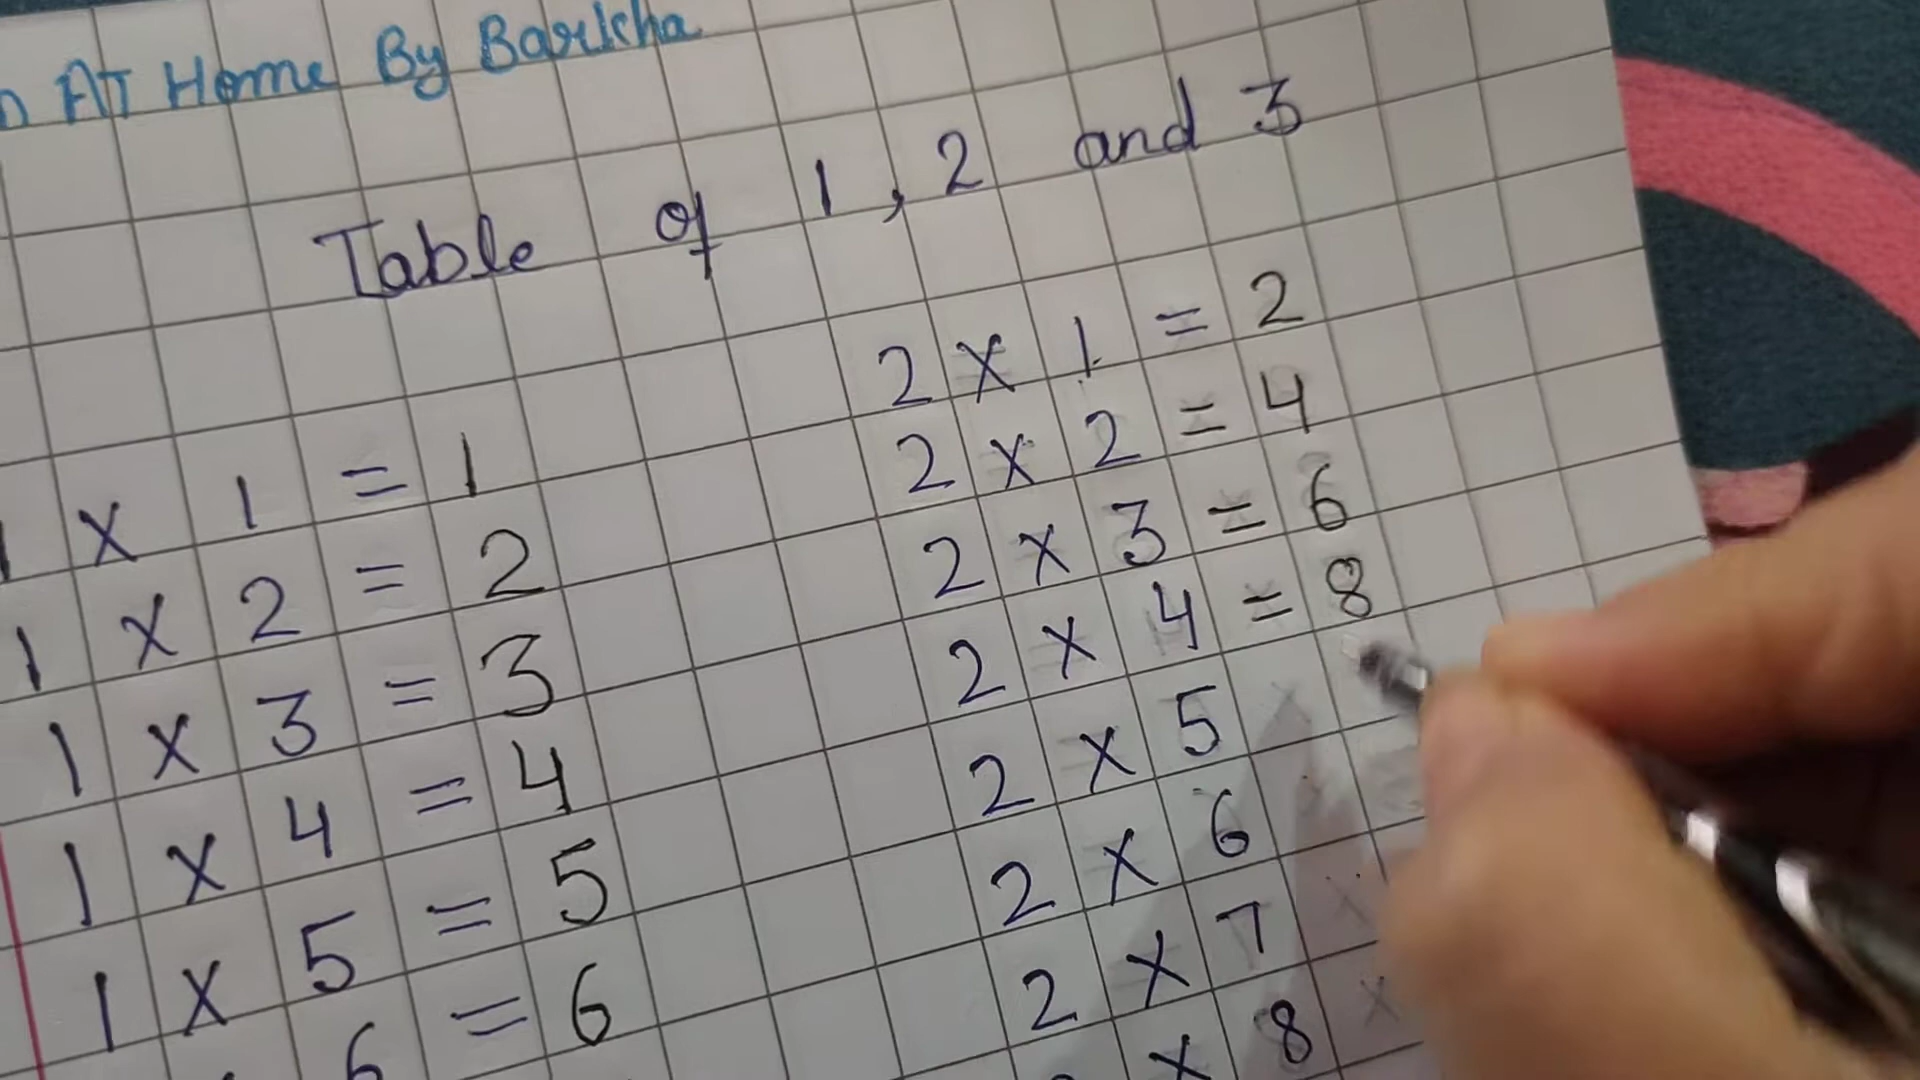 AT Home By Barkha
Table of 1, 2 and 3
1 x 1 = 1
1 x 2 = 2
1 x 3 = 3
1 x 4 = 4
1 x 5 = 5
6 = 6
2 x 1 = 2
2 x 2 = 4
2 x 3 = 6
2 x 4 = 8
2 x 5
2 x 6
2 x 7
x 8